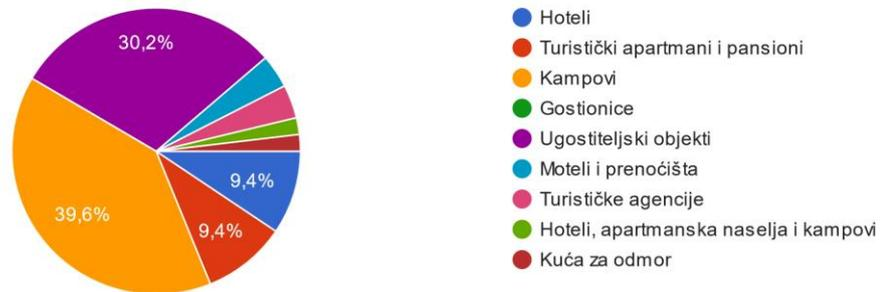 30,2%
9,4%
39,6%
9,4%
Hoteli
Turistički apartmani i pansioni
Kampovi
Gostionice
Ugostiteljski objekti
Moteli i prenoćišta
Turističke agencije
Hoteli, apartmanska naselja i kampovi
Kuća za odmor